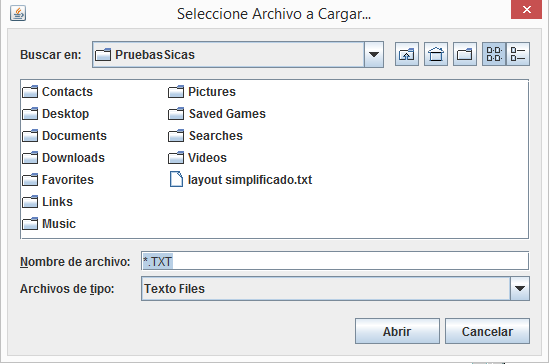 Seleccione Archivo a Cargar...
Buscar en: PruebasSicas
Contacts Pictures
Desktop Saved Games
Documents Searches
Downloads Videos
Favorites layout simplificado.txt
Links
Music
Nombre de archivo: *.TXT
Archivos de tipo: Texto Files
Abrir Cancelar